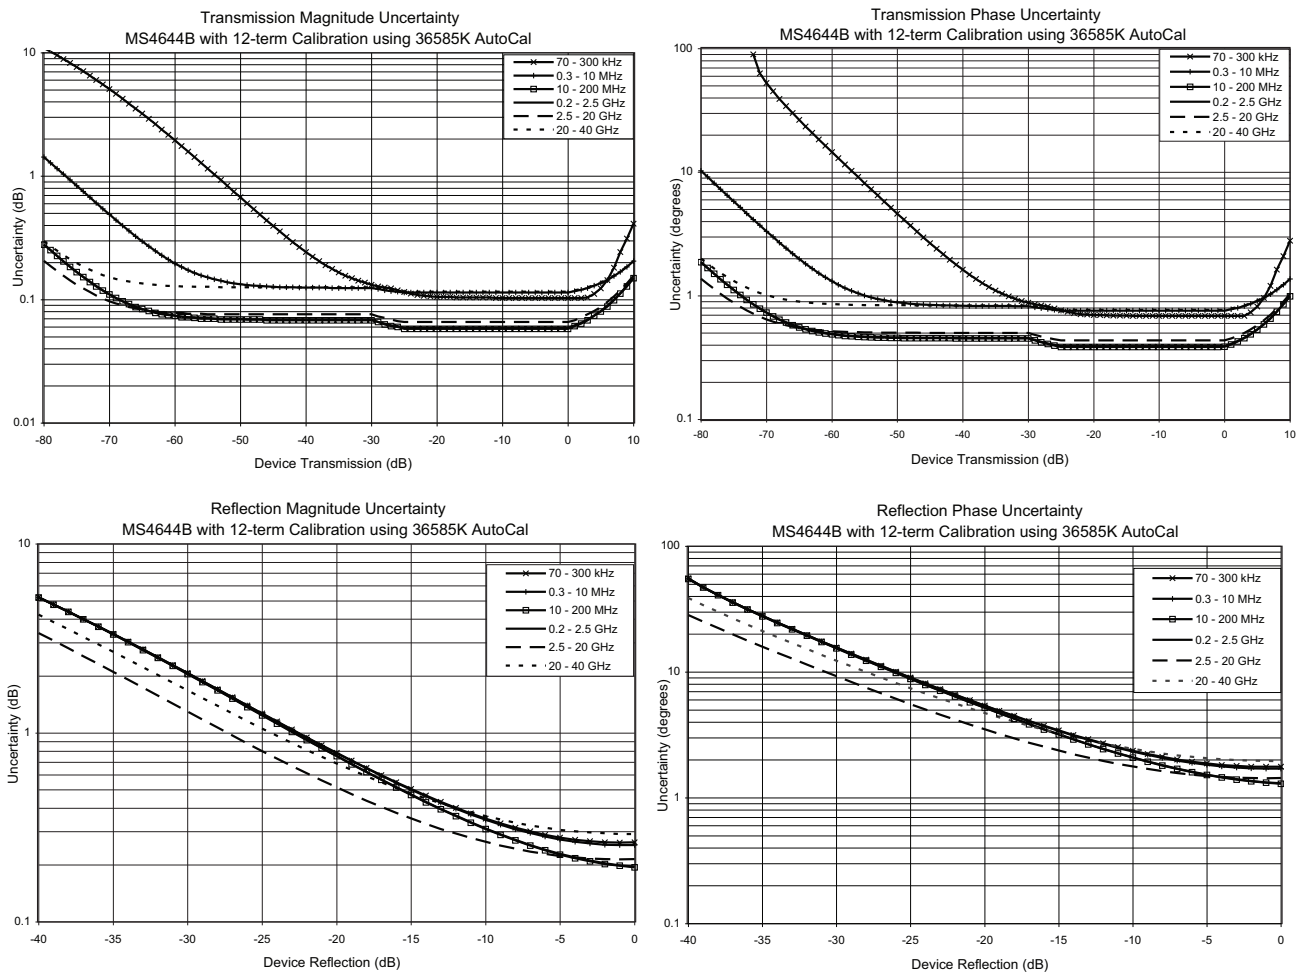 Transmission Magnitude Uncertainty
MS4644B with 12-term Calibration using 36585K AutoCal
Uncertainty (dB)
10
1
0.1
0.01
70 - 300 kHz
0.3 - 10 MHz
10 - 200 MHz
0.2 - 2.5 GHz
2.5 - 20 GHz
20 - 40 GHz
-80 -70 -60 -50 -40 -30 -20 -10 0 10
Device Transmission (dB)
Transmission Phase Uncertainty
MS4644B with 12-term Calibration using 36585K AutoCal
Uncertainty (degrees)
100
10
1
0.1
70 - 300 kHz
0.3 - 10 MHz
10 - 200 MHz
0.2 - 2.5 GHz
2.5 - 20 GHz
20 - 40 GHz
-80 -70 -60 -50 -40 -30 -20 -10 0 10
Device Transmission (dB)
Reflection Magnitude Uncertainty
MS4644B with 12-term Calibration using 36585K AutoCal
Uncertainty (dB)
10
1
0.1
70 - 300 kHz
0.3 - 10 MHz
10 - 200 MHz
0.2 - 2.5 GHz
2.5 - 20 GHz
20 - 40 GHz
-40 -35 -30 -25 -20 -15 -10 -5 0
Device Reflection (dB)
Reflection Phase Uncertainty
MS4644B with 12-term Calibration using 36585K AutoCal
Uncertainty (degrees)
100
10
1
0.1
70 - 300 kHz
0.3 - 10 MHz
10 - 200 MHz
0.2 - 2.5 GHz
2.5 - 20 GHz
20 - 40 GHz
-40 -35 -30 -25 -20 -15 -10 -5 0
Device Reflection (dB)